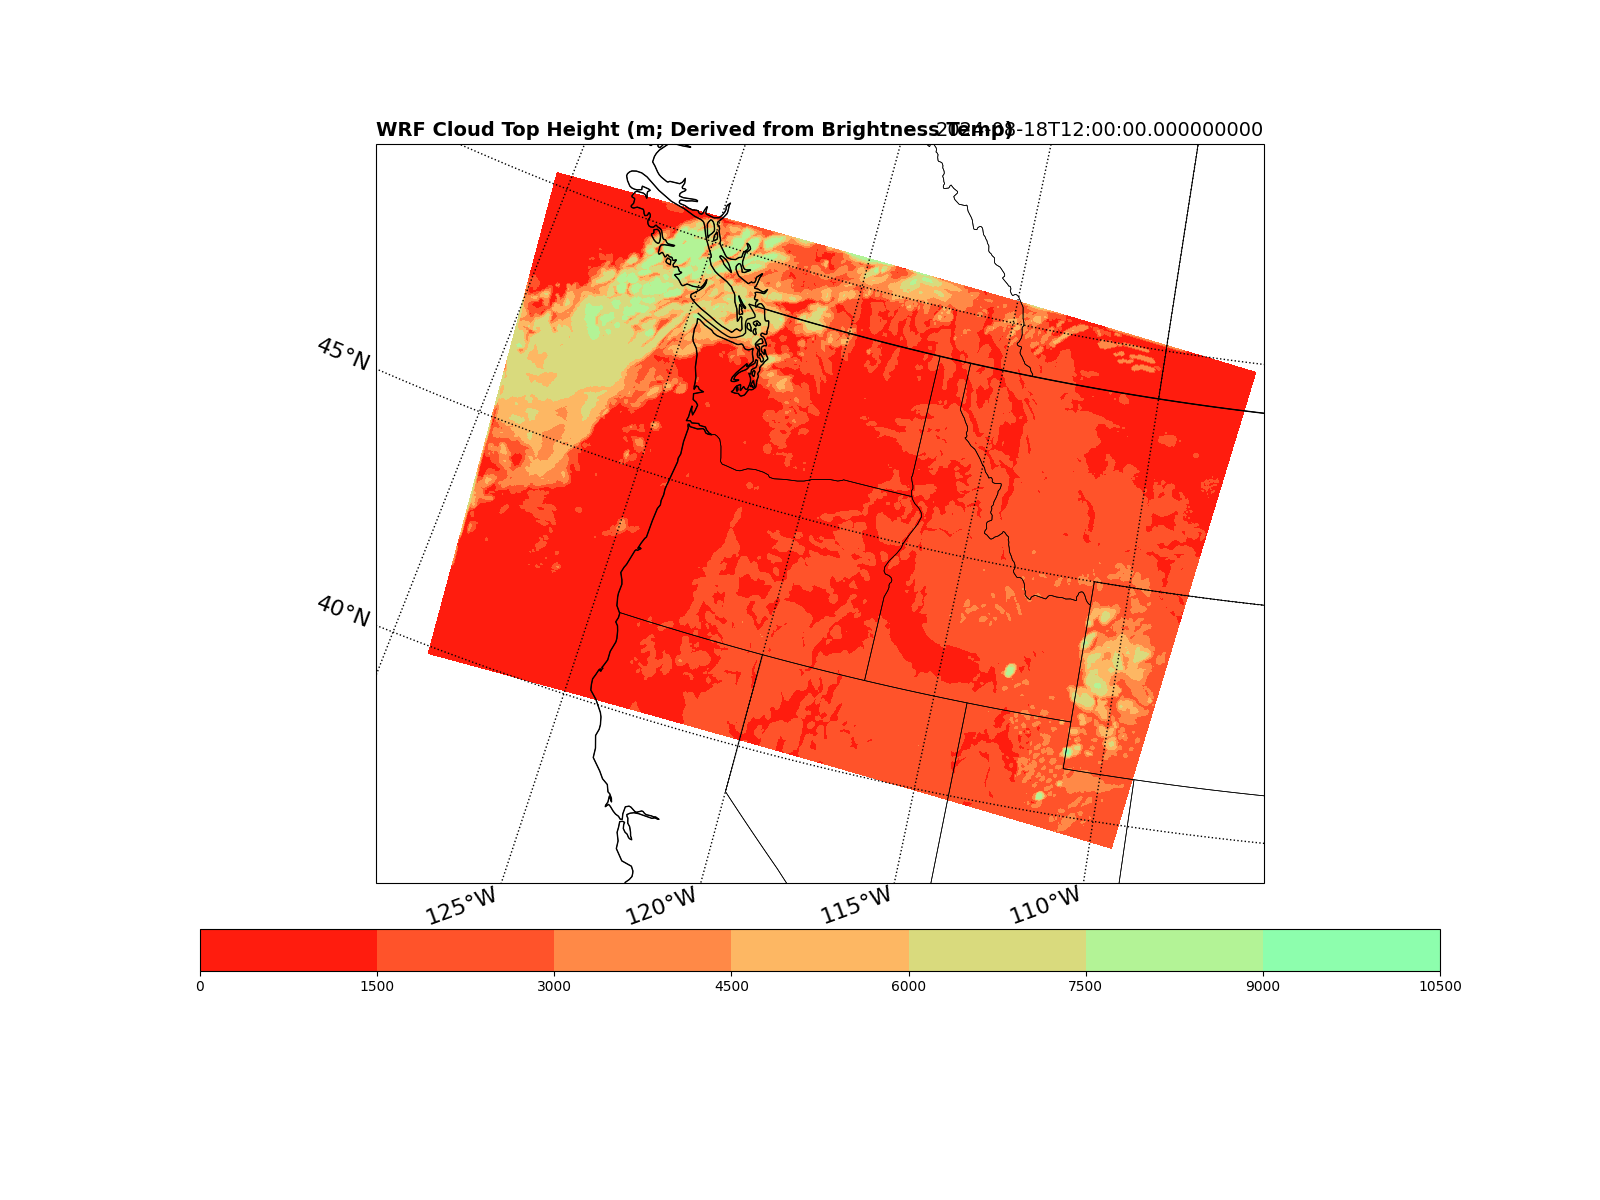 WRF Cloud Top Height (m; Derived from Brightness Temp) 2024-08-18T12:00:00.000000000
45°N
40°N
125°W 120°W 115°W 110°W
0 1500 3000 4500 6000 7500 9000 10500